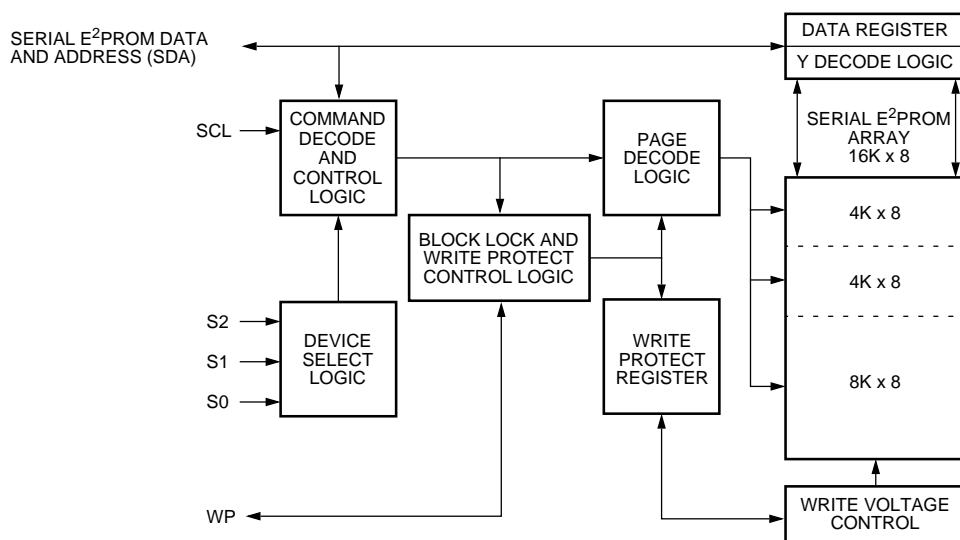 SERIAL E²PROM DATA
AND ADDRESS (SDA)
DATA REGISTER
Y DECODE LOGIC
SCL
COMMAND
DECODE
AND
CONTROL
LOGIC
PAGE
DECODE
LOGIC
SERIAL E²PROM
ARRAY
16K x 8
4K x 8
BLOCK LOCK AND
WRITE PROTECT
CONTROL LOGIC
4K x 8
S2
S1
S0
DEVICE
SELECT
LOGIC
WRITE
PROTECT
REGISTER
8K x 8
WP
WRITE VOLTAGE
CONTROL